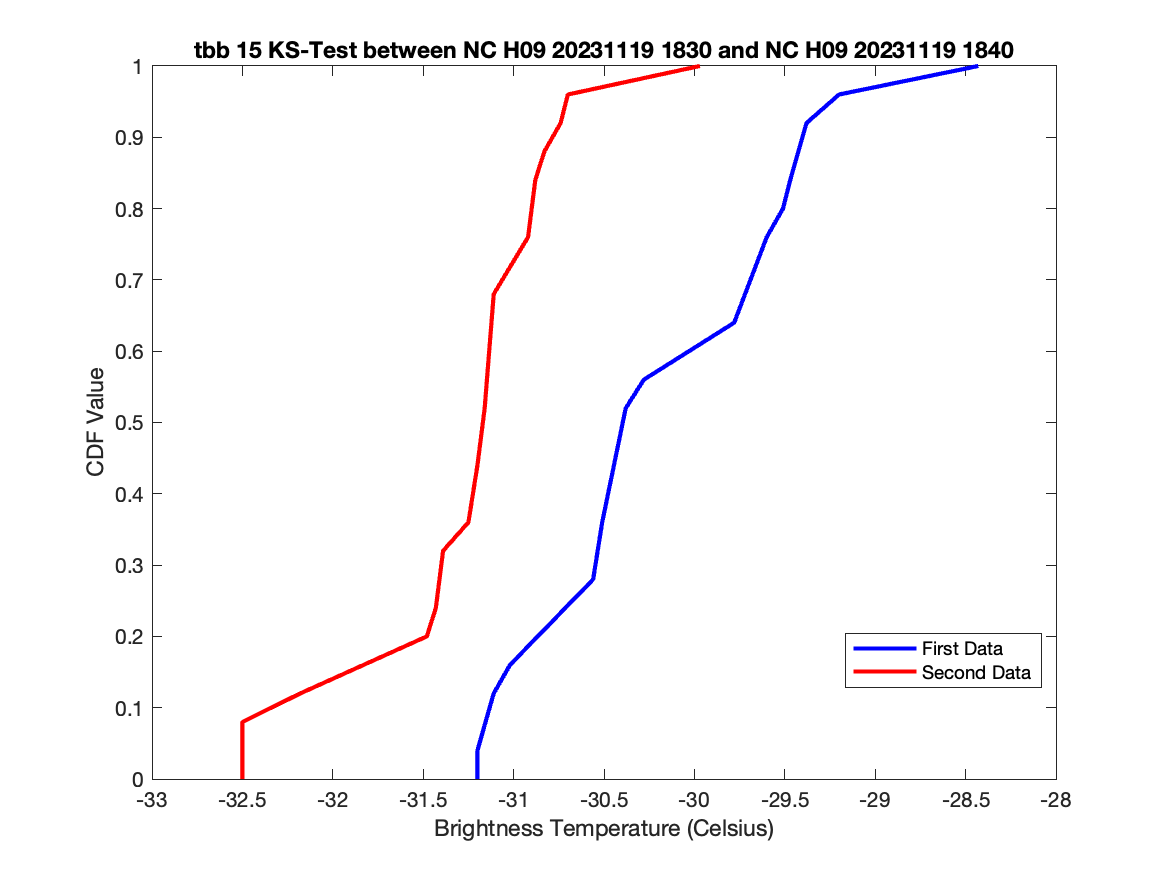 tbb 15 KS-Test between NC H09 20231119 1830 and NC H09 20231119 1840
1
0.9
0.8
0.7
0.6
0.5
0.4
0.3
0.2
0.1
0
CDF Value
First Data
Second Data
-33 -32.5 -32 -31.5 -31 -30.5 -30 -29.5 -29 -28.5 -28
Brightness Temperature (Celsius)